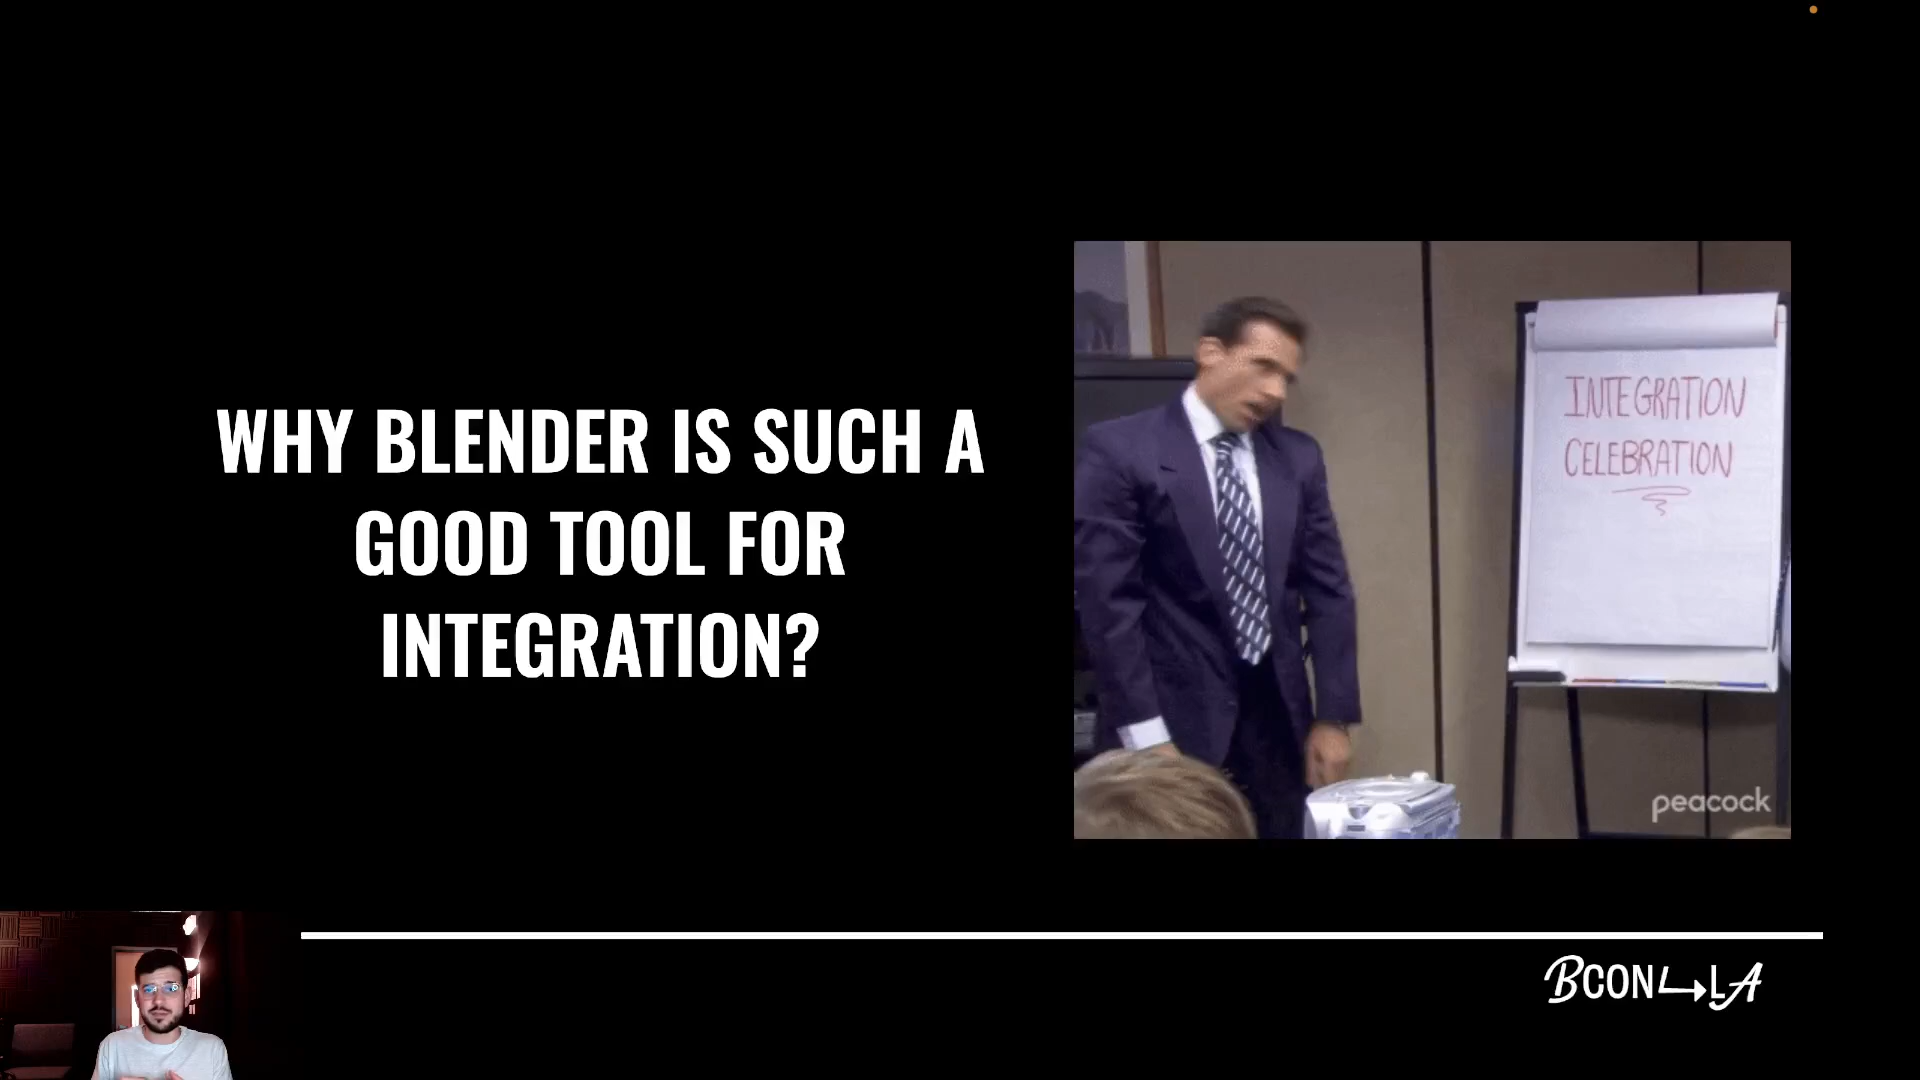 WHY BLENDER IS SUCH A
GOOD TOOL FOR
INTEGRATION?
INTEGRATION
CELEBRATION
peacock
BCON LA